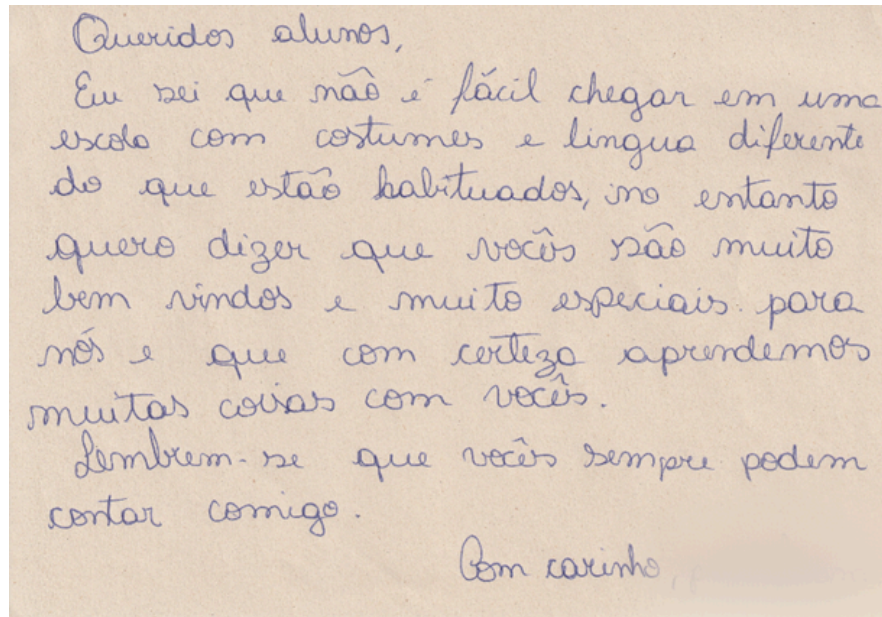 Queridos alunos,
Eu sei que não é fácil chegar em uma
escola com costumes e lingua diferente
do que estão habituados, no entanto
quero dizer que vocês são muito
bem vindos e muito especiais para
nós e que com certeza aprendemos
muitas coisas com vocês.
Lembrem-se que vocês sempre podem
contar comigo.
Com carinho,